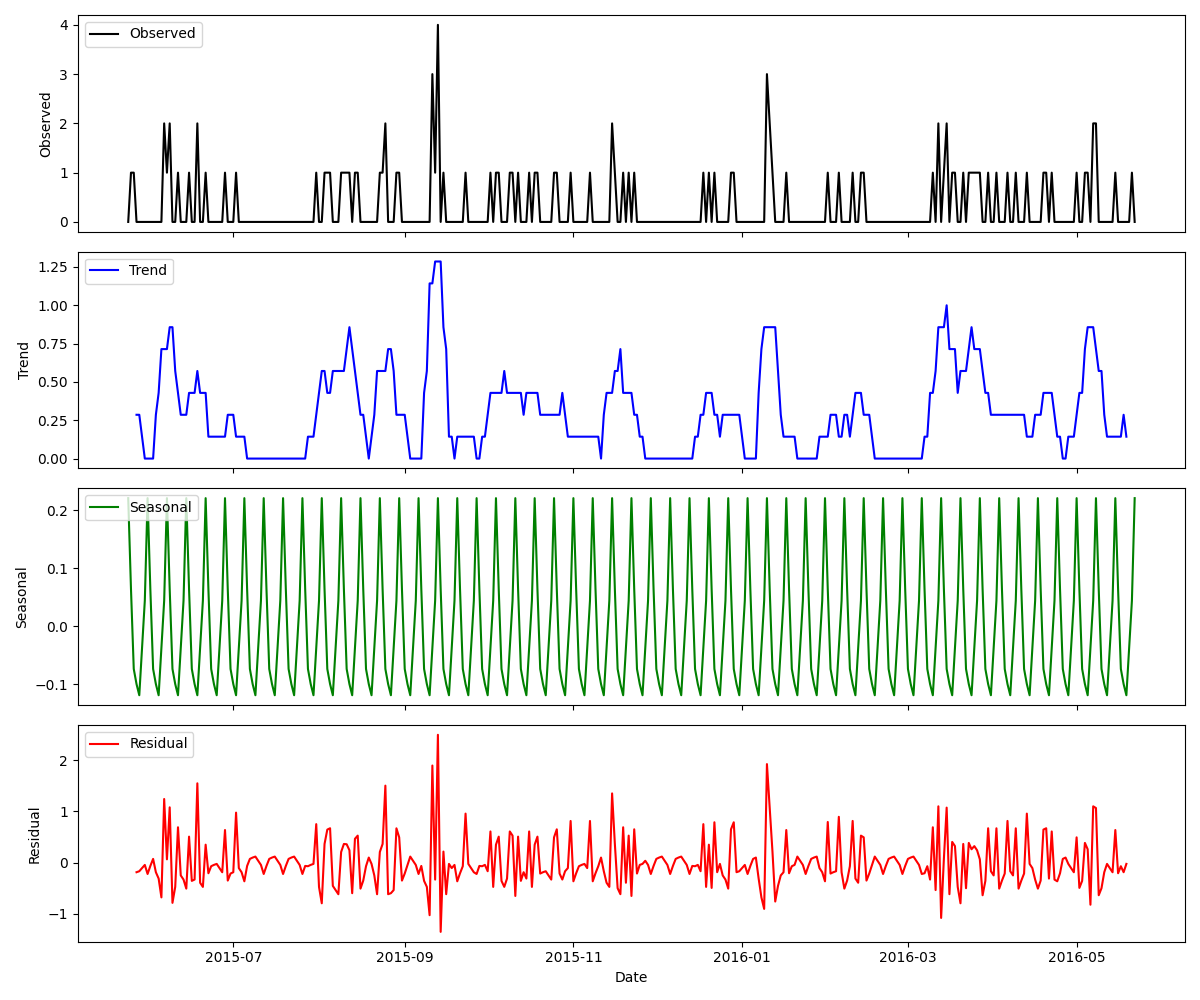 Observed
4
3
2
1
0
Observed
Trend
1.25
1.00
0.75
0.50
0.25
0.00
Trend
Seasonal
0.2
0.1
0.0
−0.1
Seasonal
Residual
2
1
0
−1
Residual
2015-07 2015-09 2015-11 2016-01 2016-03 2016-05
Date